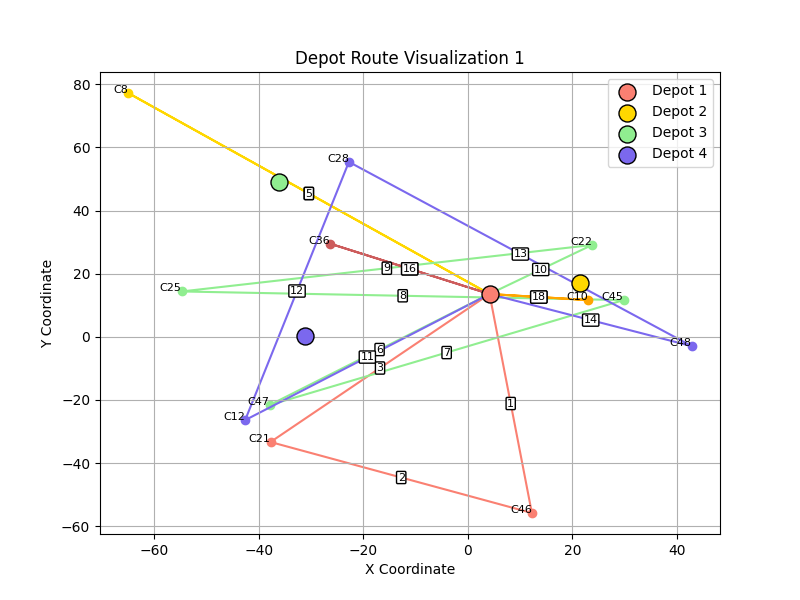 Depot Route Visualization 1
Depot 1
Depot 2
Depot 3
Depot 4
Y Coordinate
80
60
40
20
0
−20
−40
−60
C8
C28
5
C36
C22
13
9
16
10
C25
12
8
18
C10
C45
14
C48
6
11
7
3
C47
C12
1
C21
2
C46
−60
−40
−20
0
20
40
X Coordinate